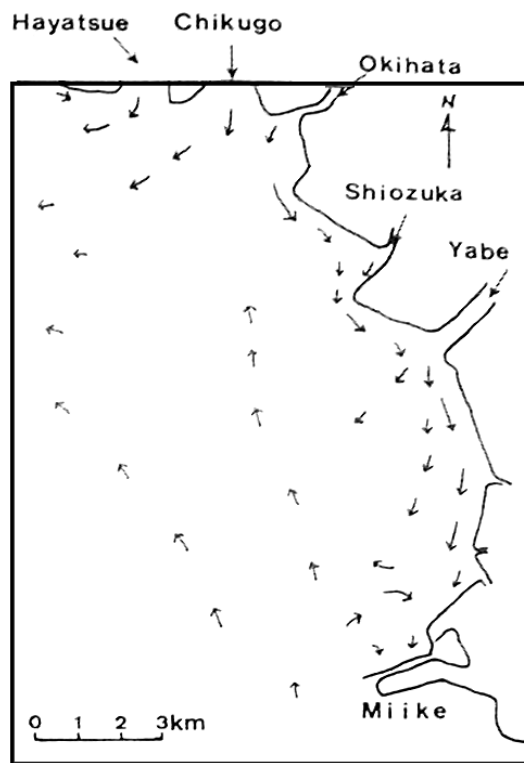 Hayatsue
Chikugo
Okihata
N
Shiozuka
Yabe
0 1 2 3km
Miike